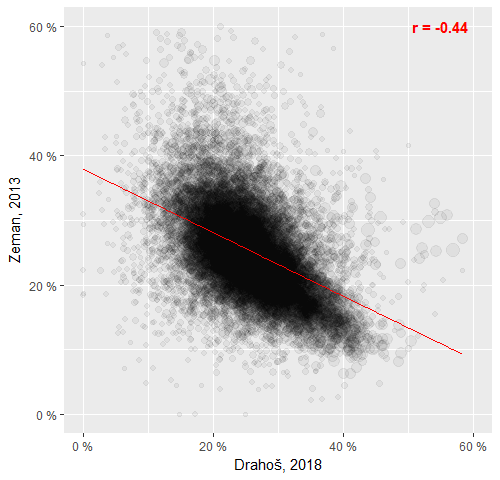 r = -0.44
60 %
40 %
20 %
0 %
Zeman, 2013
0 %
20 %
40 %
60 %
Drahoš, 2018